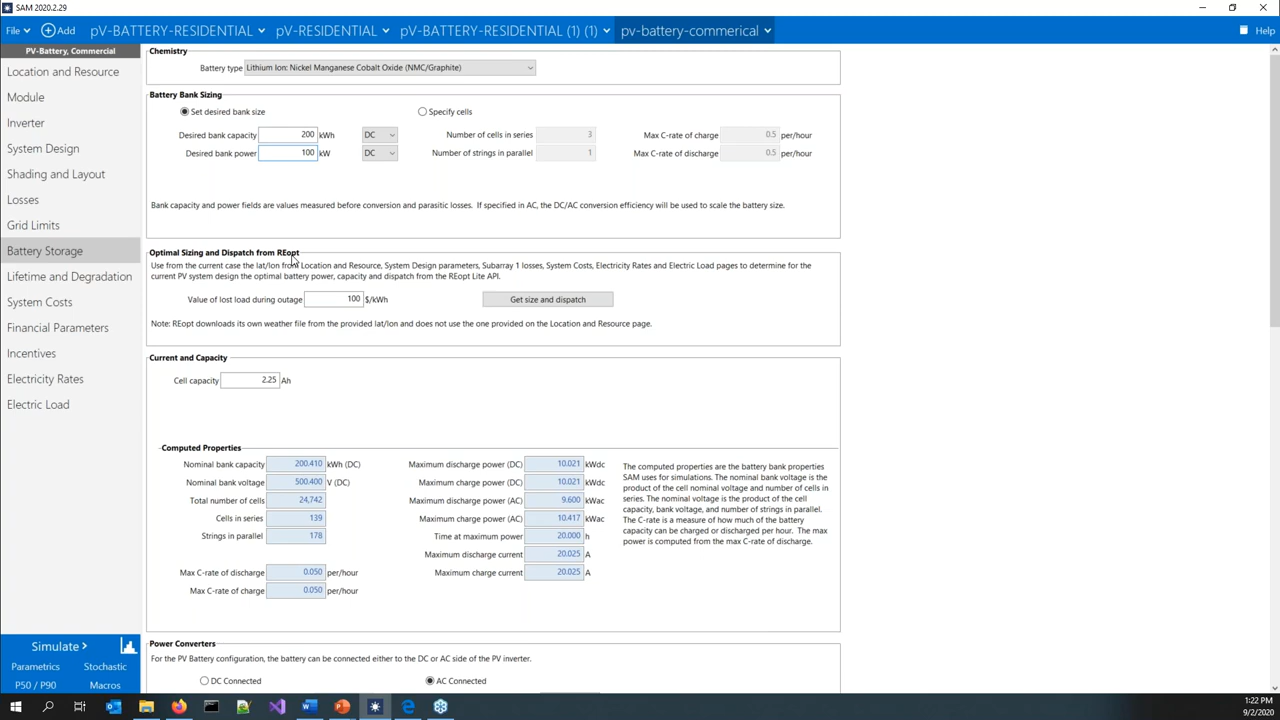 SAM 2020.2.29
File
Add
pV-BATTERY-RESIDENTIAL
pV-RESIDENTIAL
pV-BATTERY-RESIDENTIAL (1) (1)
pv-battery-commerical
Help
PV-Battery, Commercial
Location and Resource
Module
Inverter
System Design
Shading and Layout
Losses
Grid Limits
Battery Storage
Lifetime and Degradation
System Costs
Financial Parameters
Incentives
Electricity Rates
Electric Load
Simulate >
Parametrics Stochastic
P50 / P90 Macros
Chemistry
Battery type Lithium Ion: Nickel Manganese Cobalt Oxide (NMC/Graphite)
Battery Bank Sizing
Set desired bank size Specify cells
Desired bank capacity 200 kWh DC Number of cells in series 3 Max C-rate of charge 0.5 per/hour
Desired bank power 100 kW DC Number of strings in parallel 1 Max C-rate of discharge 0.5 per/hour
Bank capacity and power fields are values measured before conversion and parasitic losses. If specified in AC, the DC/AC conversion efficiency will be used to scale the battery size.
Optimal Sizing and Dispatch from REopt
Use from the current case the lat/lon from Location and Resource, System Design parameters, Subarray 1 losses, System Costs, Electricity Rates and Electric Load pages to determine for the
current PV system design the optimal battery power, capacity and dispatch from the REopt Lite API.
Value of lost load during outage 100 $/kWh Get size and dispatch
Note: REopt downloads its own weather file from the provided lat/lon and does not use the one provided on the Location and Resource page.
Current and Capacity
Cell capacity 2.25 Ah
Computed Properties
Nominal bank capacity 200.410 kWh (DC)
Nominal bank voltage 500.400 V (DC)
Total number of cells 24,742
Cells in series 139
Strings in parallel 178
Max C-rate of discharge 0.050 per/hour
Max C-rate of charge 0.050 per/hour
Maximum discharge power (DC) 10.021 kWdc
Maximum charge power (DC) 10.021 kWdc
Maximum discharge power (AC) 9.600 kWac
Maximum charge power (AC) 10.417 kWac
Time at maximum power 20.000 h
Maximum discharge current 20.025 A
Maximum charge current 20.025 A
The computed properties are the battery bank properties
SAM uses for simulations. The nominal bank voltage is the
product of the cell nominal voltage and number of cells in
series. The nominal voltage is the product of the cell
capacity, bank voltage, and number of strings in parallel.
The C-rate is a measure of how much of the battery
capacity can be charged or discharged per hour. The max
power is computed from the max C-rate of discharge.
Power Converters
For the PV Battery configuration, the battery can be connected either to the DC or AC side of the PV inverter.
DC Connected AC Connected
1:22 PM
9/2/2020